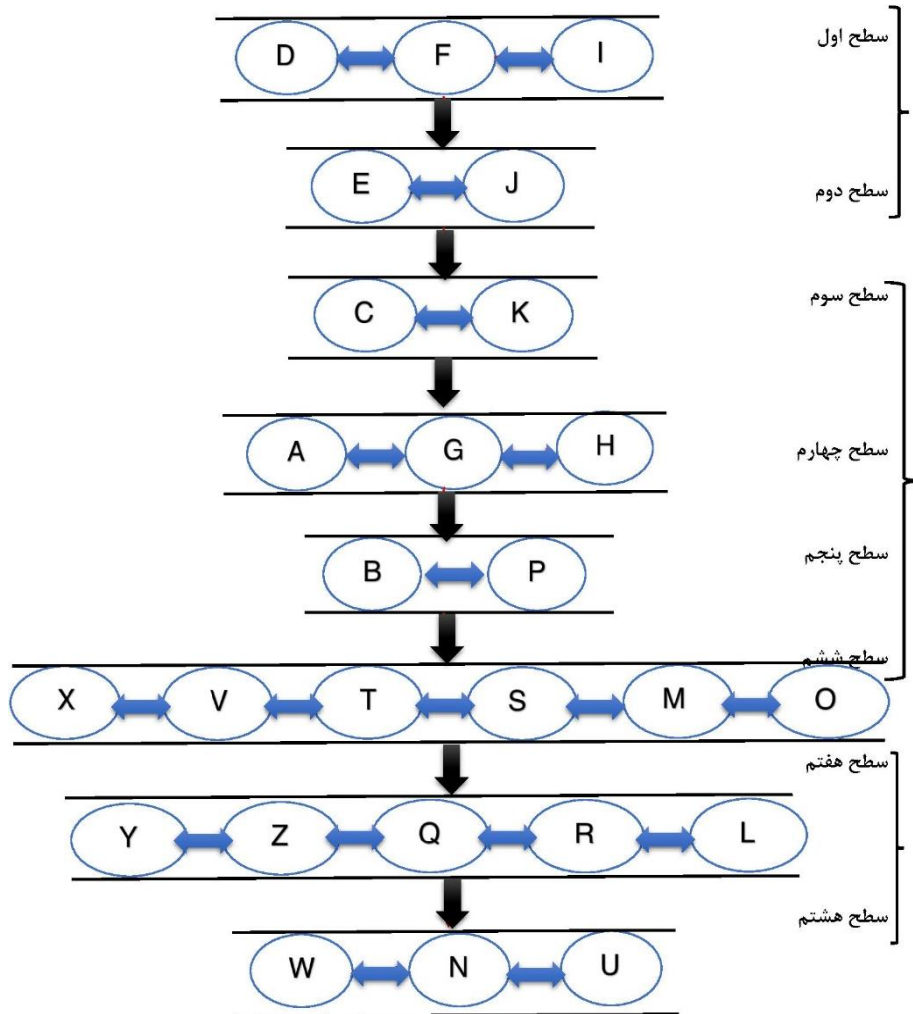 سطح اول
D F I
سطح دوم
E J
سطح سوم
C K
سطح چهارم
A G H
سطح پنجم
B P
سطح ششم
X V T S M O
سطح هفتم
Y Z Q R L
سطح هشتم
W N U